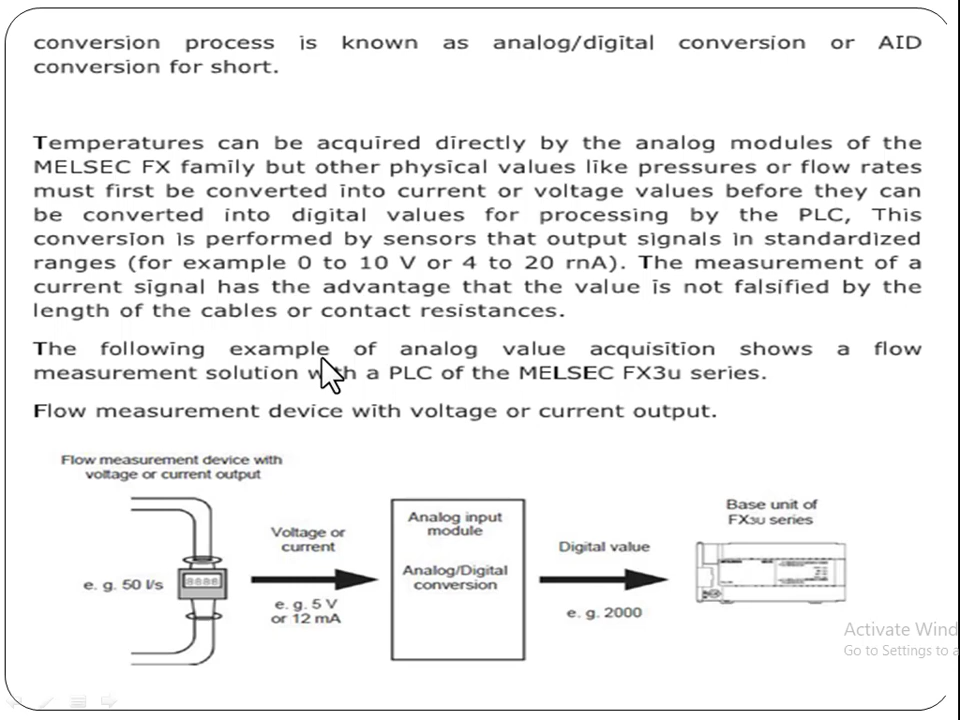 conversion process is known as analog/digital conversion or AID
conversion for short.
Temperatures can be acquired directly by the analog modules of the
MELSEC FX family but other physical values like pressures or flow rates
must first be converted into current or voltage values before they can
be converted into digital values for processing by the PLC, This
conversion is performed by sensors that output signals in standardized
ranges (for example 0 to 10 V or 4 to 20 rnA). The measurement of a
current signal has the advantage that the value is not falsified by the
length of the cables or contact resistances.
The following example of analog value acquisition shows a flow
measurement solution with a PLC of the MELSEC FX3u series.
Flow measurement device with voltage or current output.
Flow measurement device with
voltage or current output
e. g. 50 l/s
8888
Voltage or
current
e. g. 5 V
or 12 mA
Analog input
module
Analog/Digital
conversion
Digital value
e. g. 2000
Base unit of
FX3U series
Activate Wind
Go to Settings to a